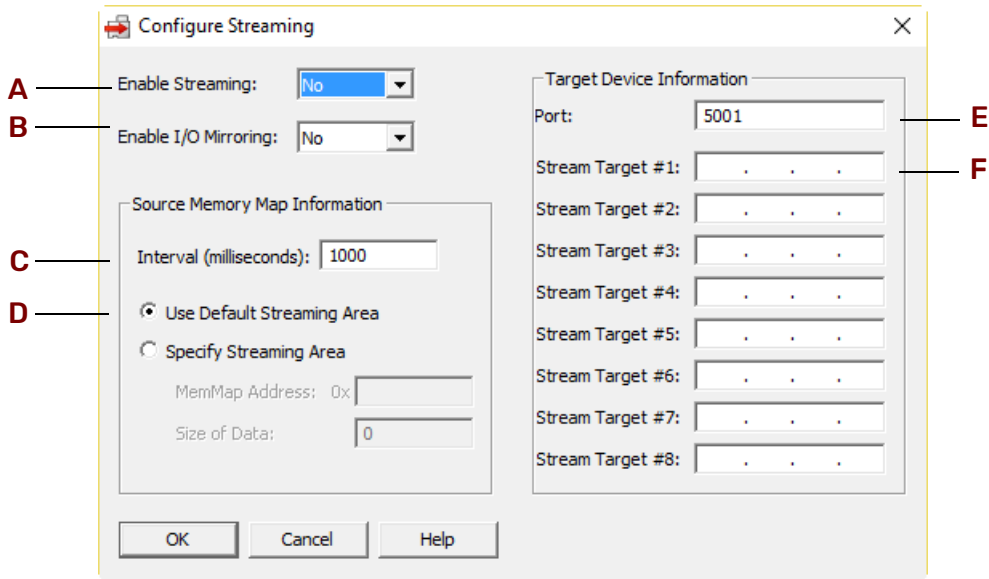 Configure Streaming
A
Enable Streaming: No
B
Enable I/O Mirroring: No
Source Memory Map Information
C
Interval (milliseconds): 1000
D
Use Default Streaming Area
Specify Streaming Area
MemMap Address: 0x
Size of Data: 0
Target Device Information
Port: 5001
E
Stream Target #1: . . .
F
Stream Target #2: . . .
Stream Target #3: . . .
Stream Target #4: . . .
Stream Target #5: . . .
Stream Target #6: . . .
Stream Target #7: . . .
Stream Target #8: . . .
OK Cancel Help